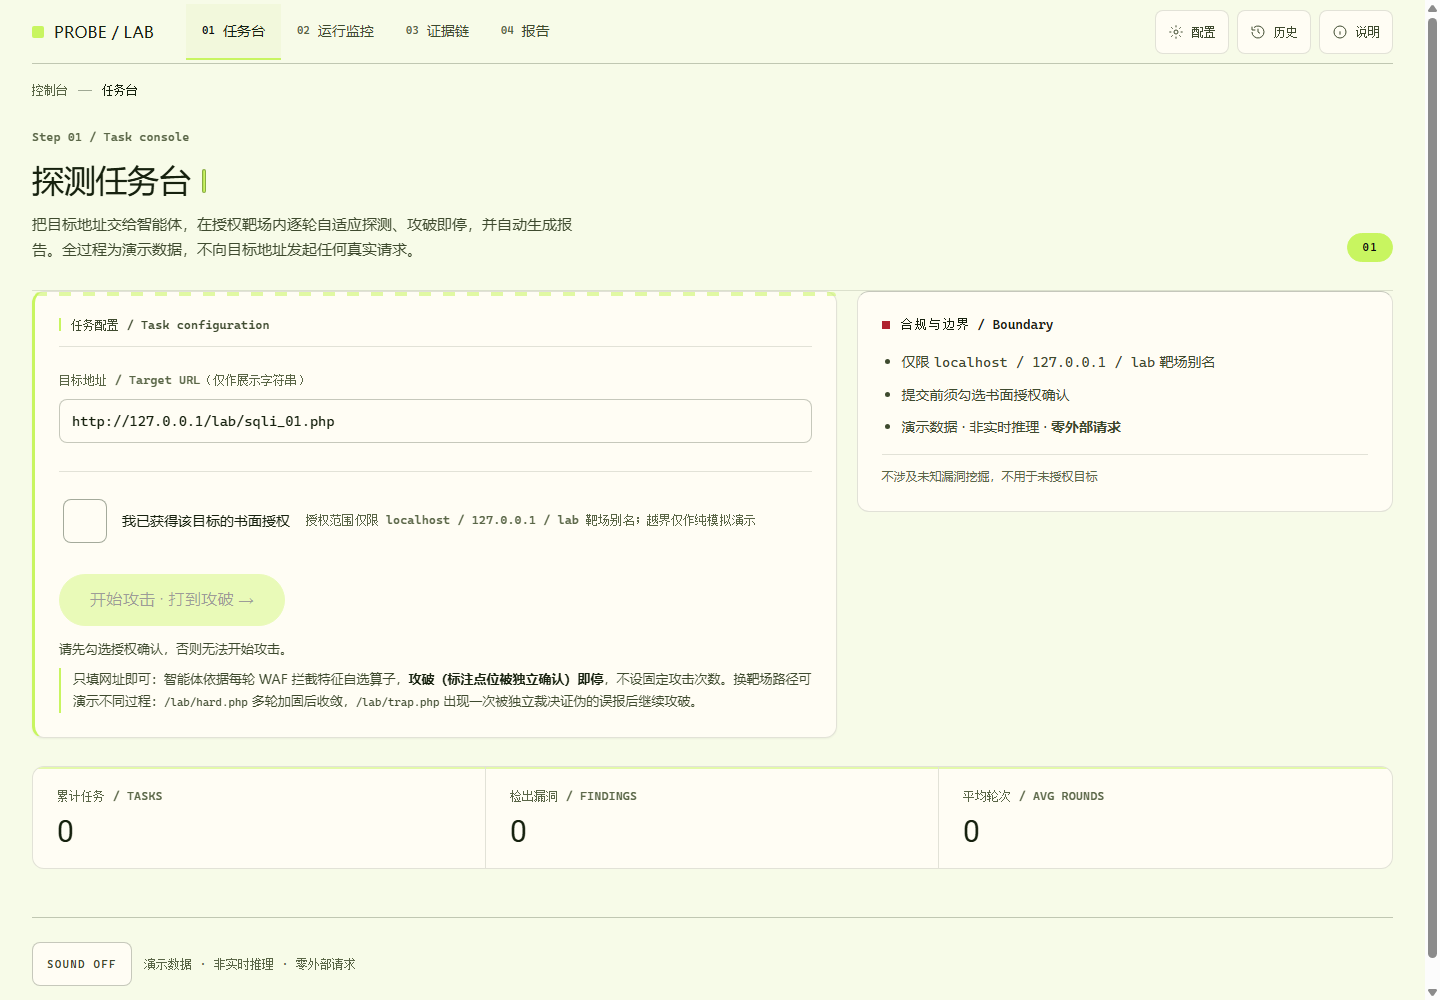 PROBE / LAB
01 任务台
02 运行监控
03 证据链
04 报告
配置
历史
说明
控制台 — 任务台
Step 01 / Task console
探测任务台
把目标地址交给智能体，在授权靶场内逐轮自适应探测、攻破即停，并自动生成报
告。全过程为演示数据，不向目标地址发起任何真实请求。
01
任务配置 / Task configuration
目标地址 / Target URL（仅作展示字符串）
http://127.0.0.1/lab/sqli_01.php
我已获得该目标的书面授权 授权范围仅限 localhost / 127.0.0.1 / lab 靶场别名；越界仅作纯模拟演示
开始攻击 · 打到攻破 →
请先勾选授权确认，否则无法开始攻击。
只填网址即可：智能体依据每轮 WAF 拦截特征自选算子，攻破（标注点位被独立确认）即停，不设固定攻击次数。换靶场路径可
演示不同过程：/lab/hard.php 多轮加固后收敛，/lab/trap.php 出现一次被独立裁决证伪的误报后继续攻破。
合规与边界 / Boundary
仅限 localhost / 127.0.0.1 / lab 靶场别名
提交前须勾选书面授权确认
演示数据 · 非实时推理 · 零外部请求
不涉及未知漏洞挖掘，不用于未授权目标
累计任务 / TASKS
0
检出漏洞 / FINDINGS
0
平均轮次 / AVG ROUNDS
0
SOUND OFF
演示数据 · 非实时推理 · 零外部请求